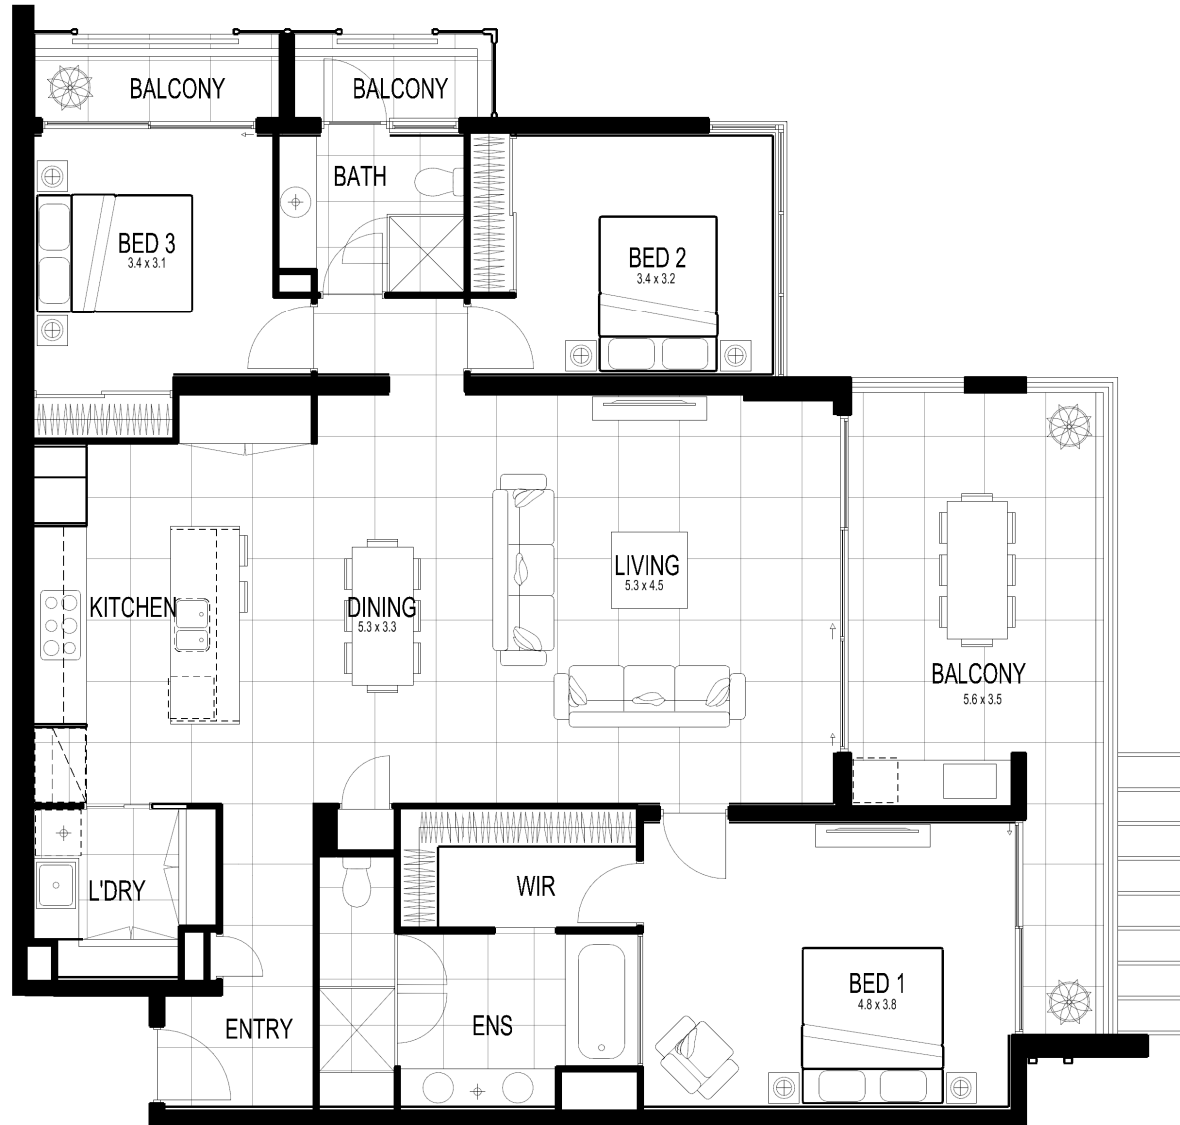 BALCONY
BALCONY
BATH
BED 3
3.4 x 3.1
BED 2
3.4 x 3.2
LIVING
5.3 x 4.5
KITCHEN
DINING
5.3 x 3.3
BALCONY
5.6 x 3.5
L'DRY
WIR
BED 1
4.8 x 3.8
ENTRY
ENS